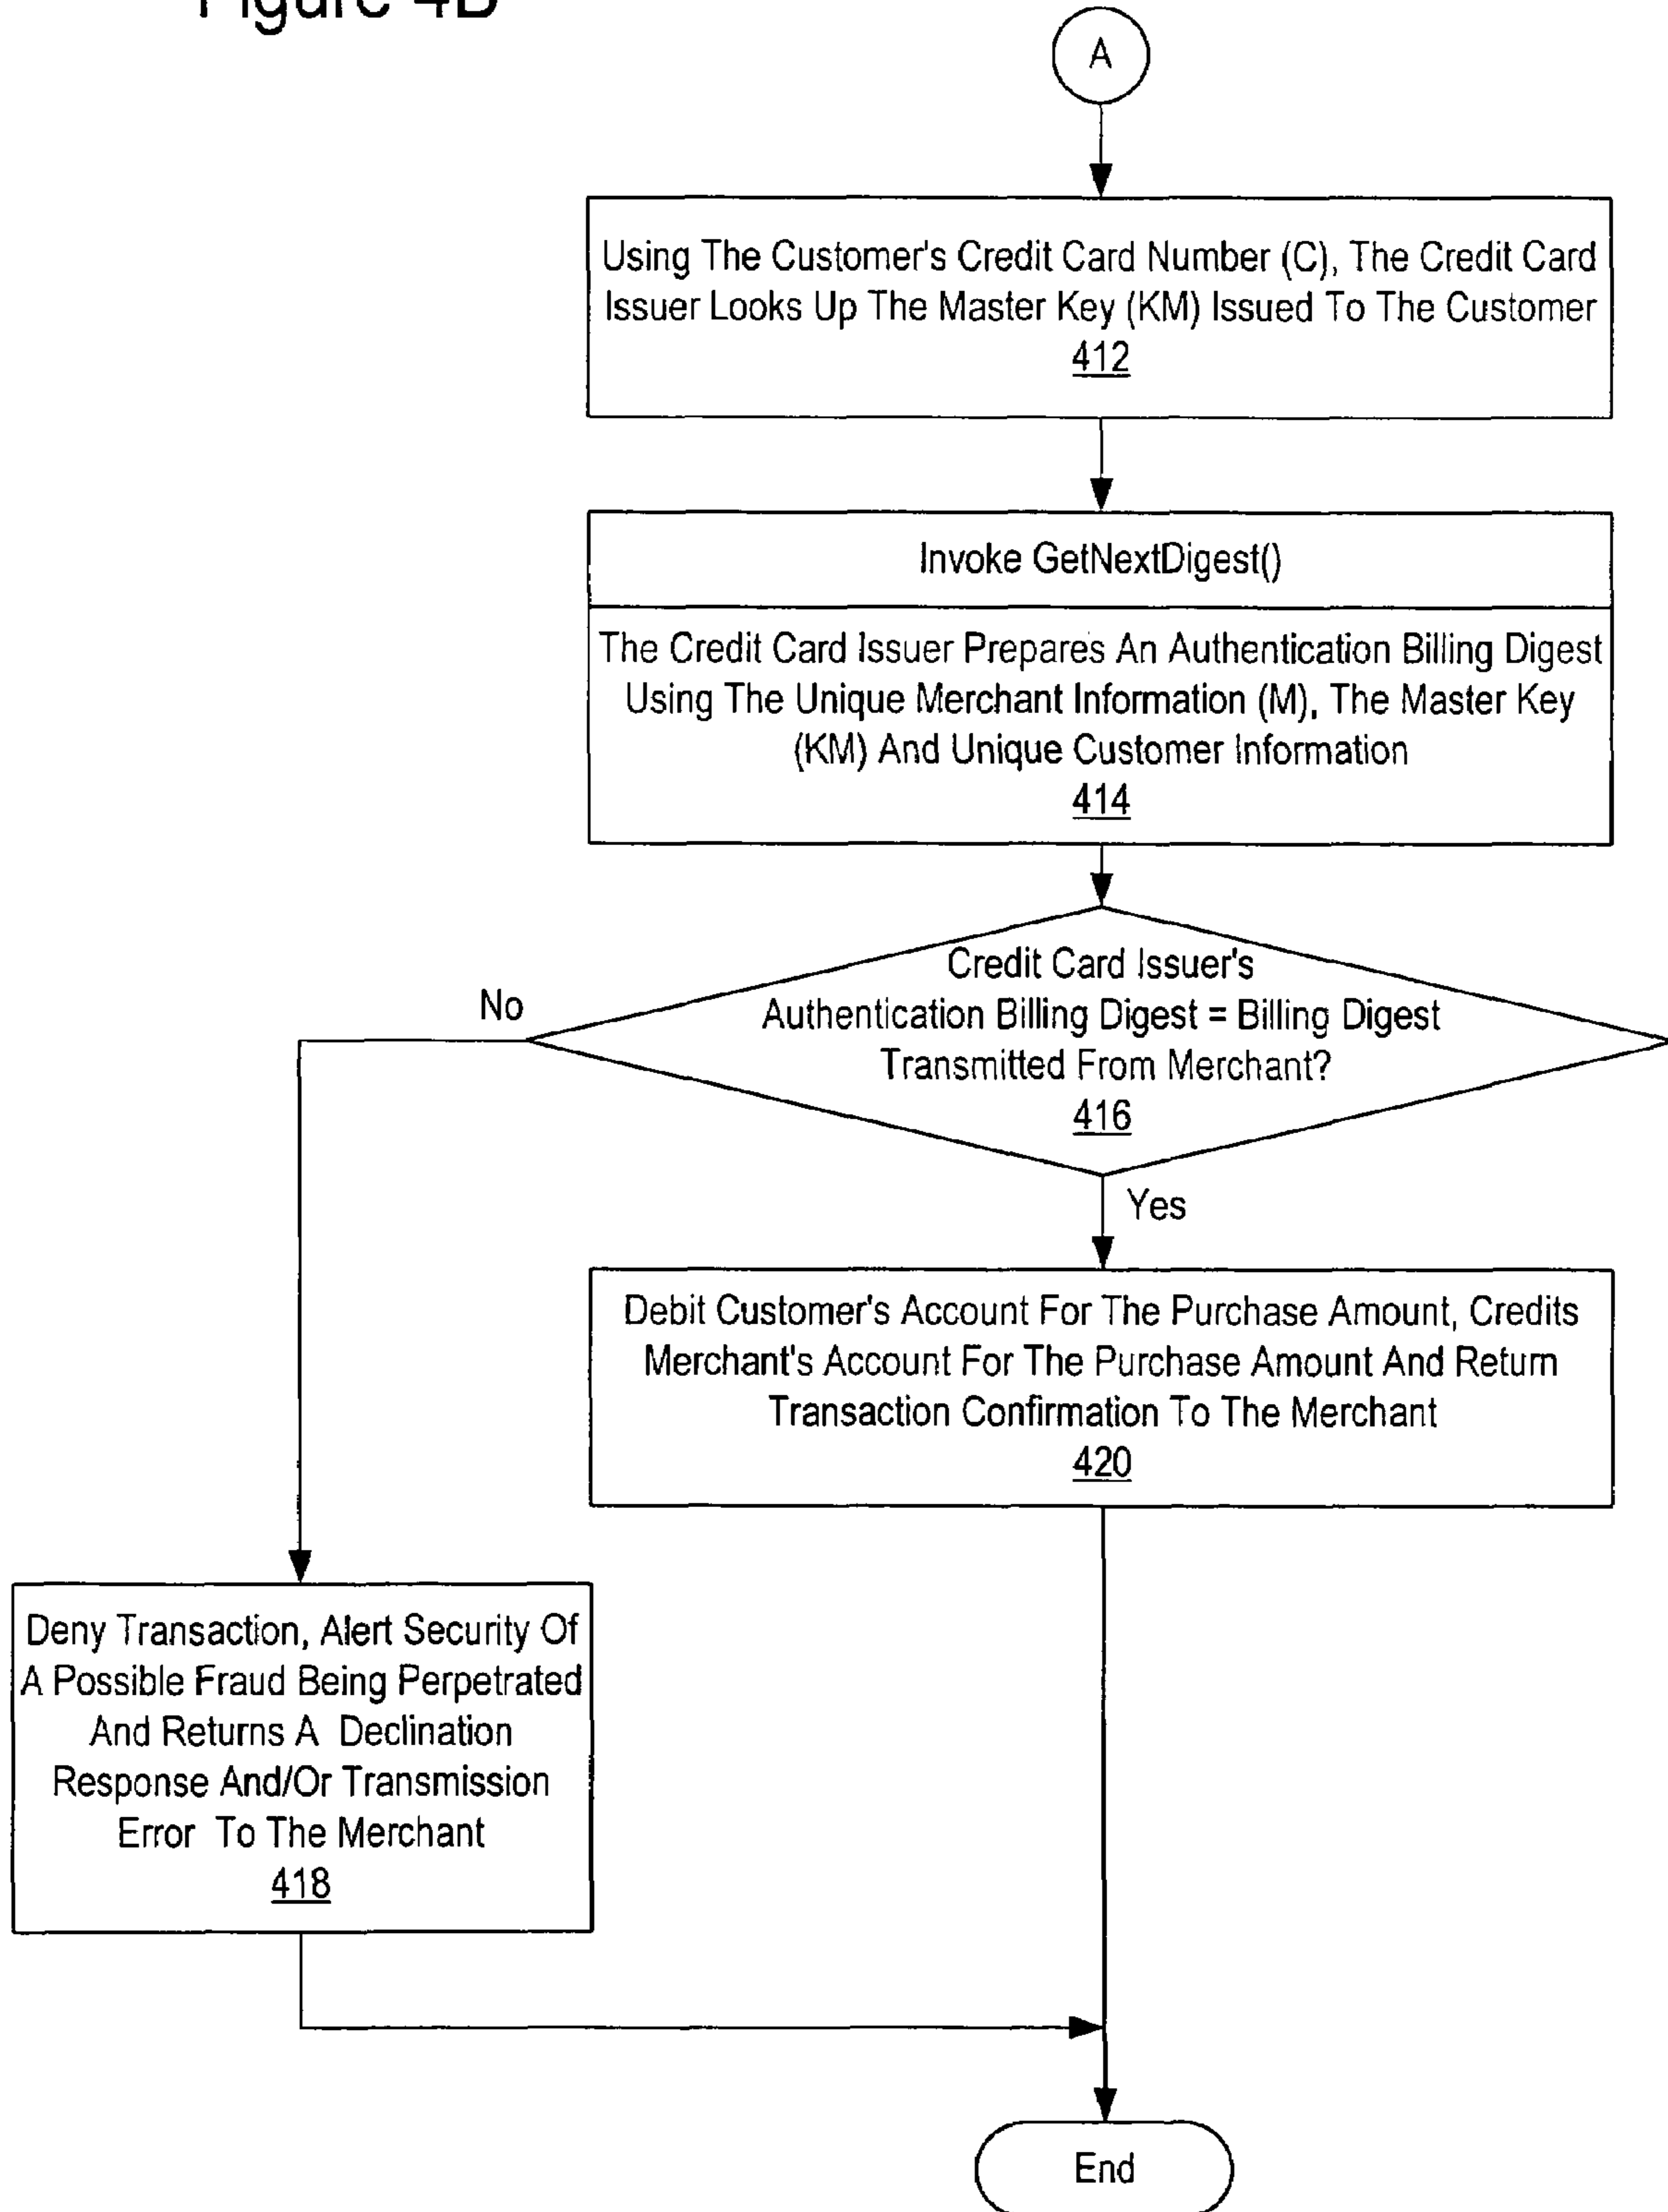 Figure 4B
A
Using The Customer's Credit Card Number (C), The Credit Card
Issuer Looks Up The Master Key (KM) Issued To The Customer
412
Invoke GetNextDigest()
The Credit Card Issuer Prepares An Authentication Billing Digest
Using The Unique Merchant Information (M), The Master Key
(KM) And Unique Customer Information
414
Credit Card Issuer's
Authentication Billing Digest = Billing Digest
Transmitted From Merchant?
416
No
Yes
Debit Customer's Account For The Purchase Amount, Credits
Merchant's Account For The Purchase Amount And Return
Transaction Confirmation To The Merchant
420
Deny Transaction, Alert Security Of
A Possible Fraud Being Perpetrated
And Returns A Declination
Response And/Or Transmission
Error To The Merchant
418
End